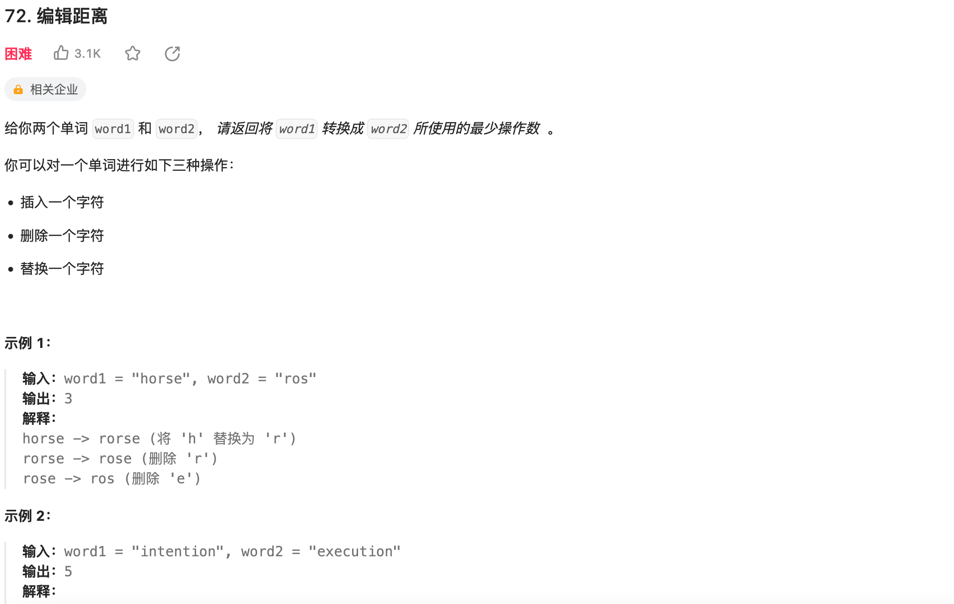 72. 编辑距离
困难 3.1K
相关企业
给你两个单词 word1 和 word2， 请返回将 word1 转换成 word2 所使用的最少操作数 。
你可以对一个单词进行如下三种操作：
• 插入一个字符
• 删除一个字符
• 替换一个字符
示例 1：
输入：word1 = "horse", word2 = "ros"
输出：3
解释：
horse -> rorse (将 'h' 替换为 'r')
rorse -> rose (删除 'r')
rose -> ros (删除 'e')
示例 2：
输入：word1 = "intention", word2 = "execution"
输出：5
解释：